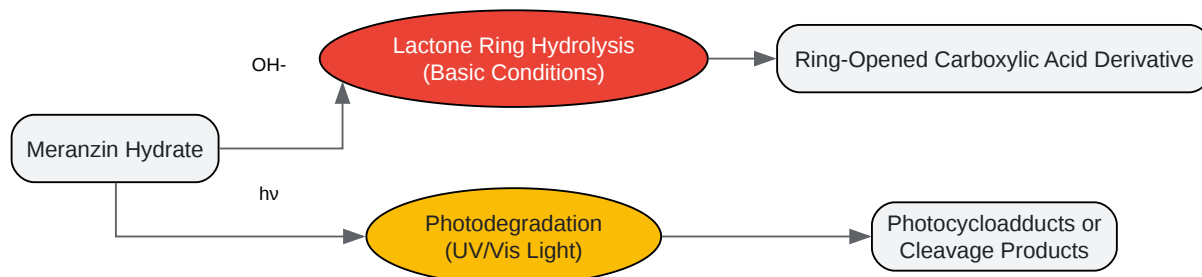 Meranzin Hydrate
OH-
Lactone Ring Hydrolysis
(Basic Conditions)
Ring-Opened Carboxylic Acid Derivative
hν
Photodegradation
(UV/Vis Light)
Photocycloadducts or
Cleavage Products